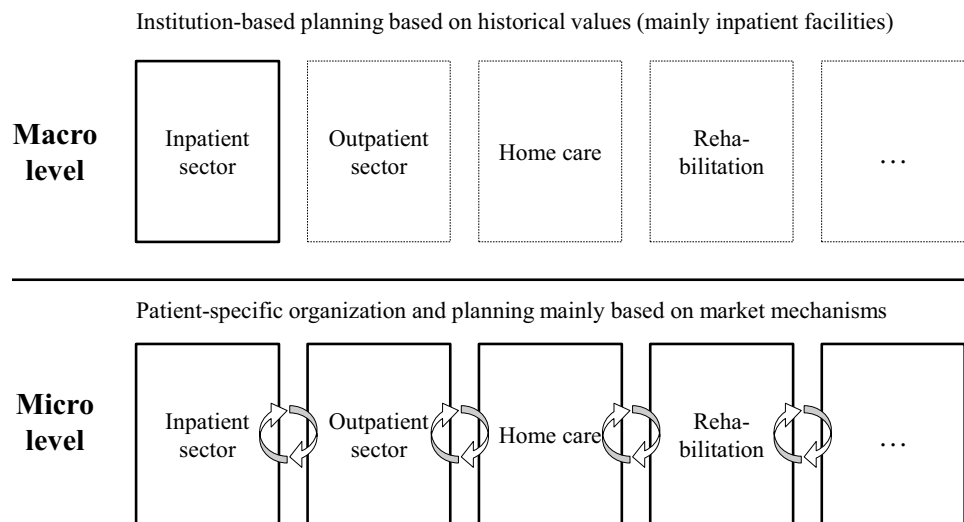 Institution-based planning based on historical values (mainly inpatient facilities)
Macro
level
Inpatient
sector
Outpatient
sector
Home care
Reha-
bilitation
...
Patient-specific organization and planning mainly based on market mechanisms
Micro
level
Inpatient
sector
Outpatient
sector
Home care
Reha-
bilitation
...